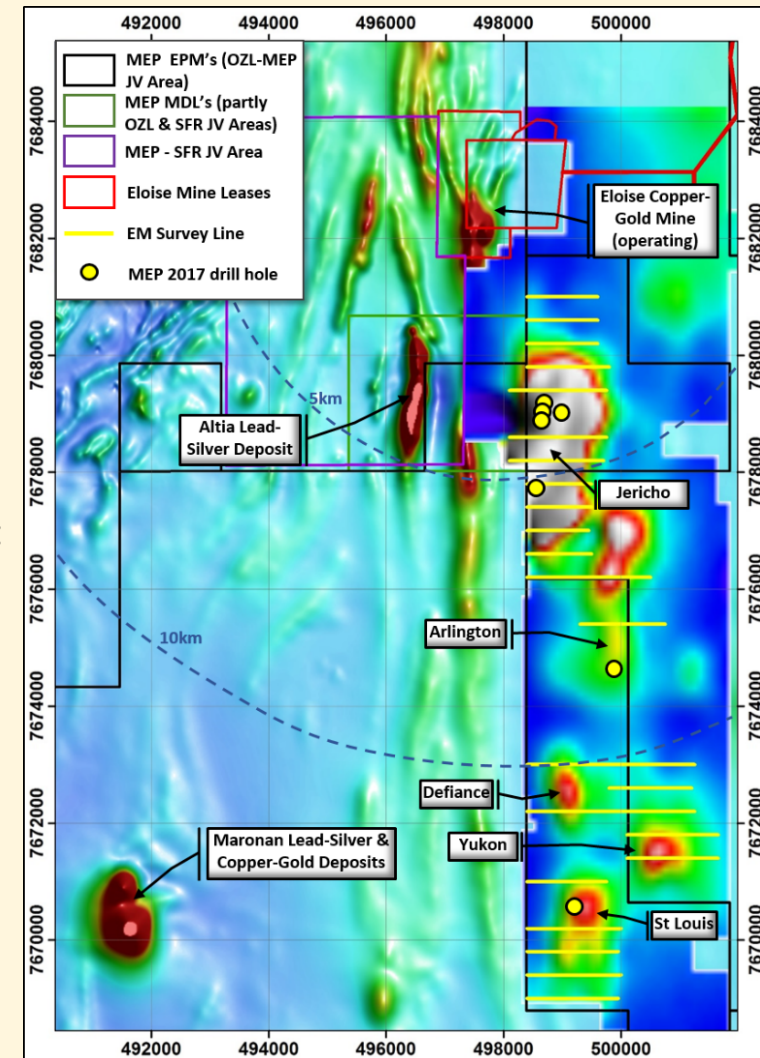 492000 494000 496000 498000 500000
MEP EPM's (OZL-MEP
JV Area)
MEP MDL's (partly
OZL & SFR JV Areas)
MEP - SFR JV Area
Eloise Mine Leases
EM Survey Line
MEP 2017 drill hole
7684000
7684000
Eloise Copper-
Gold Mine
(operating)
7682000
7682000
7680000
7680000
5km
Altia Lead-
Silver Deposit
7678000
7678000
Jericho
7676000
7676000
10km
Arlington
7674000
7674000
Defiance
7672000
7672000
Yukon
Maronan Lead-Silver &
Copper-Gold Deposits
St Louis
7670000
7670000
492000 494000 496000 498000 500000